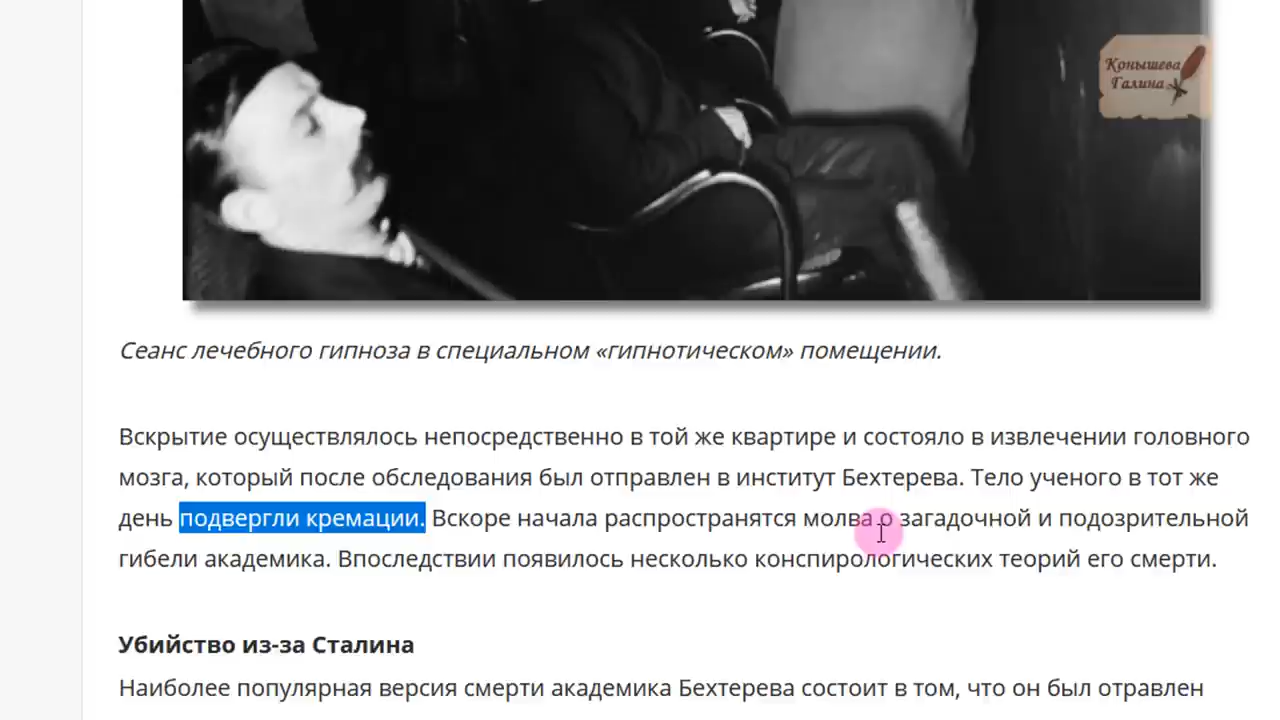 Конышева
Галина
Сеанс лечебного гипноза в специальном «гипнотическом» помещении.
Вскрытие осуществлялось непосредственно в той же квартире и состояло в извлечении головного
мозга, который после обследования был отправлен в институт Бехтерева. Тело ученого в тот же
день подвергли кремации. Вскоре начала распространятся молва о загадочной и подозрительной
гибели академика. Впоследствии появилось несколько конспирологических теорий его смерти.
Убийство из-за Сталина
Наиболее популярная версия смерти академика Бехтерева состоит в том, что он был отравлен